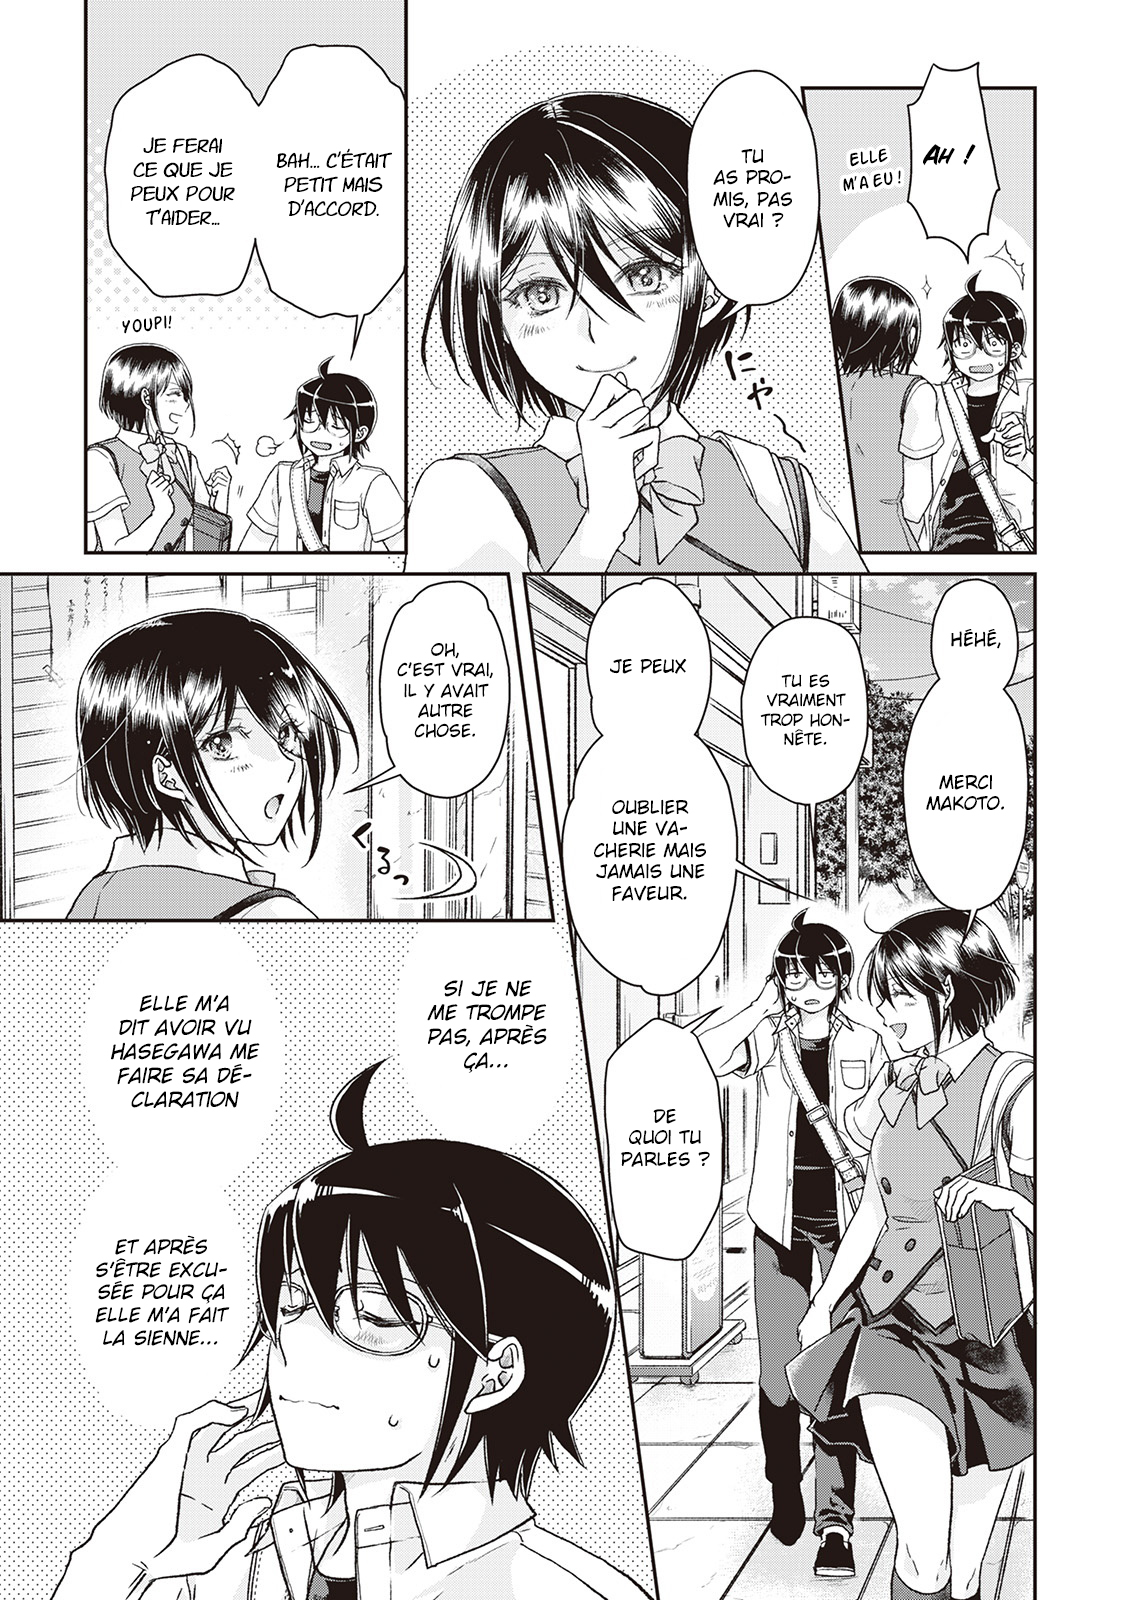 AH !
ELLE
M'A EU !
TU
AS PRO-
MIS, PAS
VRAI ?
にゃ〜
BAH... C'ÉTAIT
PETIT MAIS
D'ACCORD.
JE FERAI
CE QUE JE
PEUX POUR
T'AIDER...
YOUPI!
HÉHÉ,
MERCI
MAKOTO.
TU ES
VRAIMENT
TROP HON-
NÊTE.
JE PEUX
OUBLIER
UNE VA-
CHERIE MAIS
JAMAIS UNE
FAVEUR.
DE
QUOI TU
PARLES ?
OH,
C'EST VRAI,
IL Y AVAIT
AUTRE
CHOSE.
くるっ
SI JE NE
ME TROMPE
PAS, APRÈS
ÇA...
ELLE M'A
DIT AVOIR VU
HASEGAWA ME
FAIRE SA DÉ-
CLARATION
ET APRÈS
S'ÊTRE EXCU-
SÉE POUR ÇA
ELLE M'A FAIT
LA SIENNE...